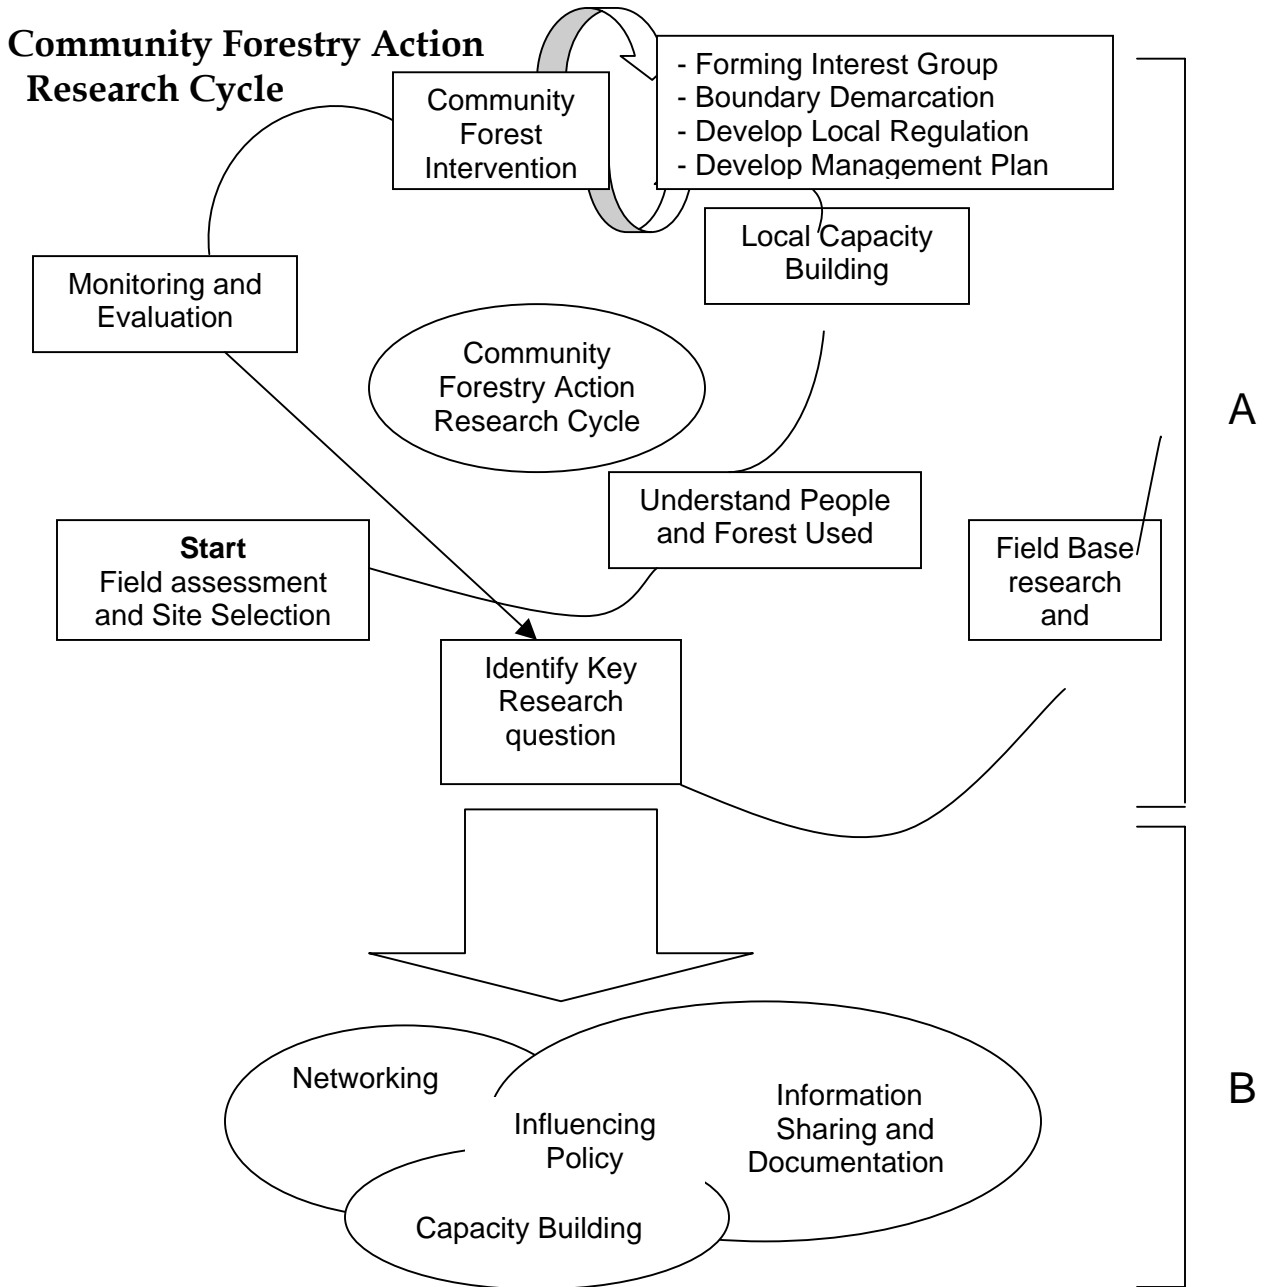 Community Forestry Action
Research Cycle
Community
Forest
Intervention
- Forming Interest Group
- Boundary Demarcation
- Develop Local Regulation
- Develop Management Plan
Local Capacity
Building
Monitoring and
Evaluation
Community
Forestry Action
Research Cycle
A
Understand People
and Forest Used
Start
Field assessment
and Site Selection
Field Base
research
and
Identify Key
Research
question
Networking
Influencing
Policy
Information
Sharing and
Documentation
B
Capacity Building